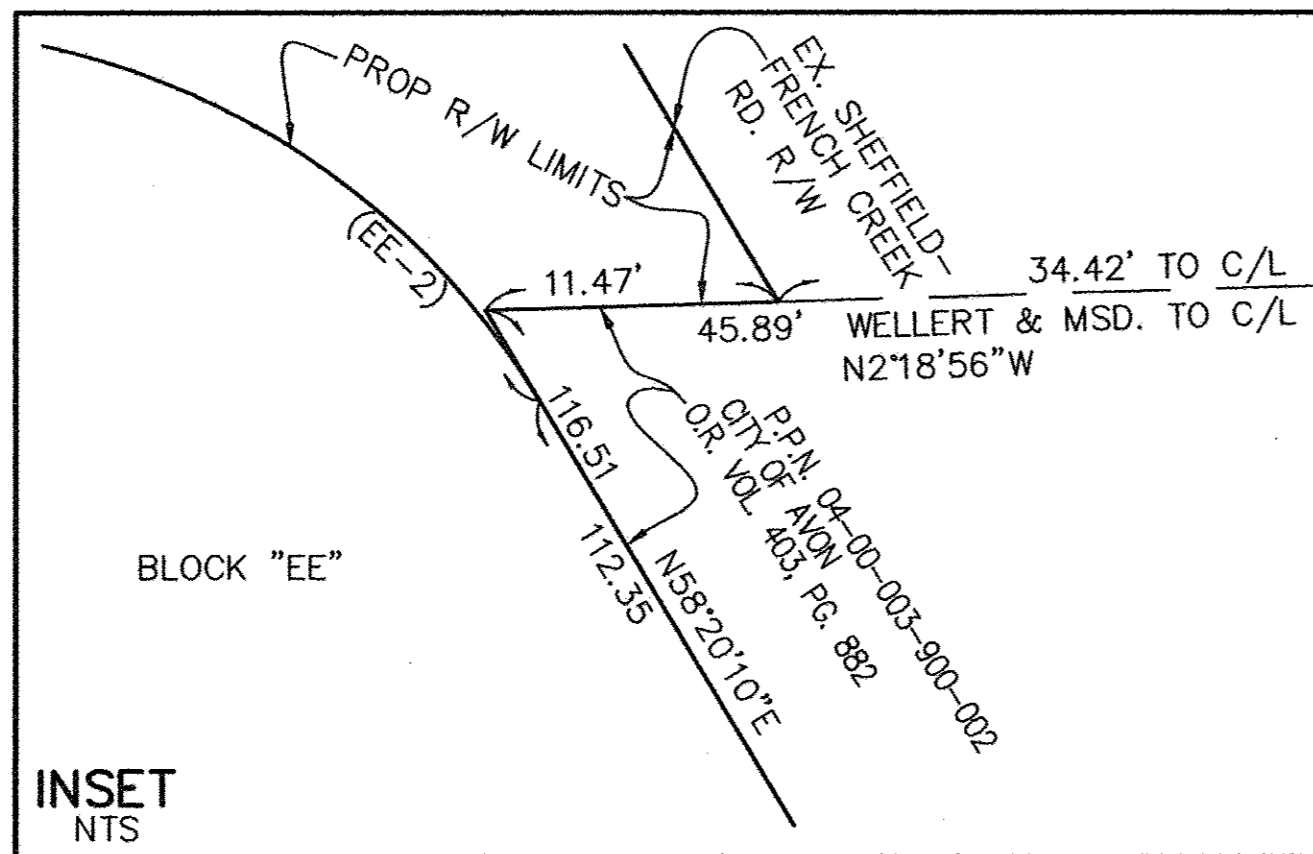 EX. SHEFFIELD-
FRENCH CREEK
RD. R/W
PROP R/W LIMITS
(EE-2)
11.47'
34.42' TO C/L
45.89'
WELLERT & MSD. TO C/L
N2°18'56"W
116.51
112.35
N58°20'10"E
P.P.N. 04-00-003-900-002
CITY OF AVON
O.R. VOL. 403, PG. 882
BLOCK "EE"
INSET
NTS